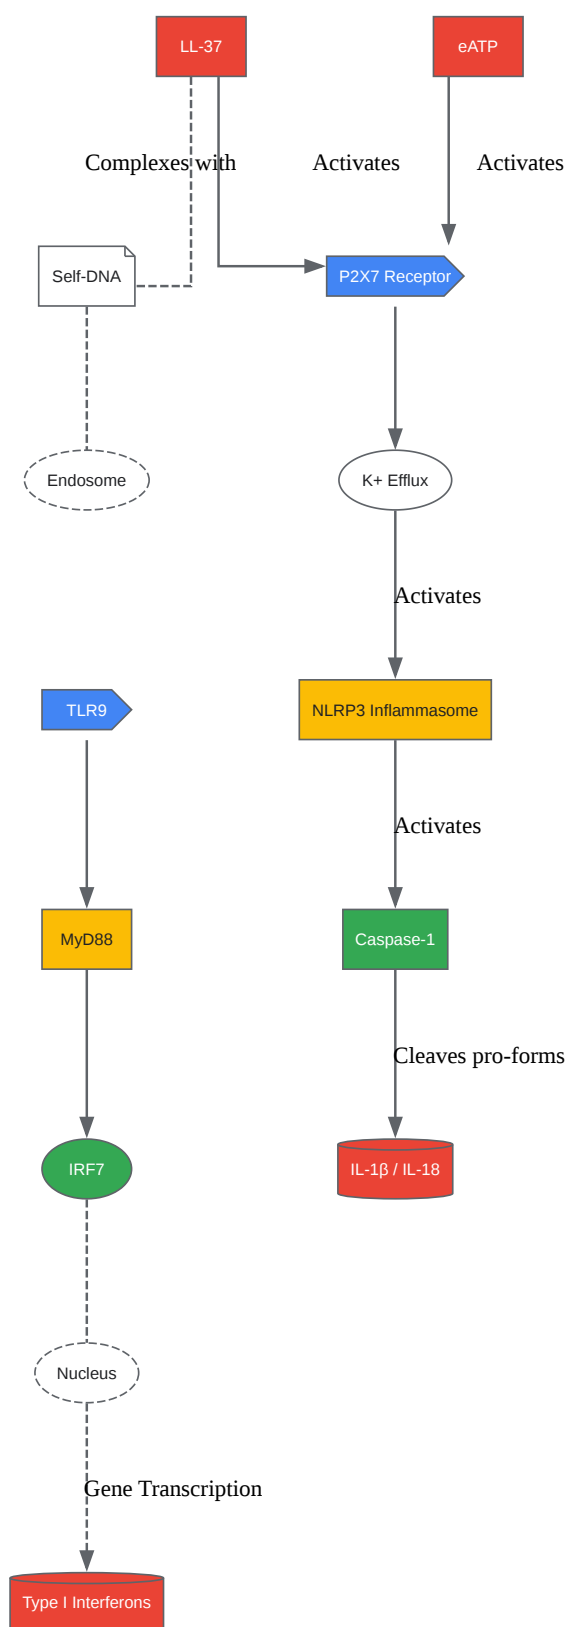 LL-37
eATP
Complexes with
Activates
Activates
Self-DNA
P2X7 Receptor
Endosome
K+ Efflux
Activates
TLR9
NLRP3 Inflammasome
Activates
MyD88
Caspase-1
Cleaves pro-forms
IRF7
IL-1β / IL-18
Nucleus
Gene Transcription
Type I Interferons